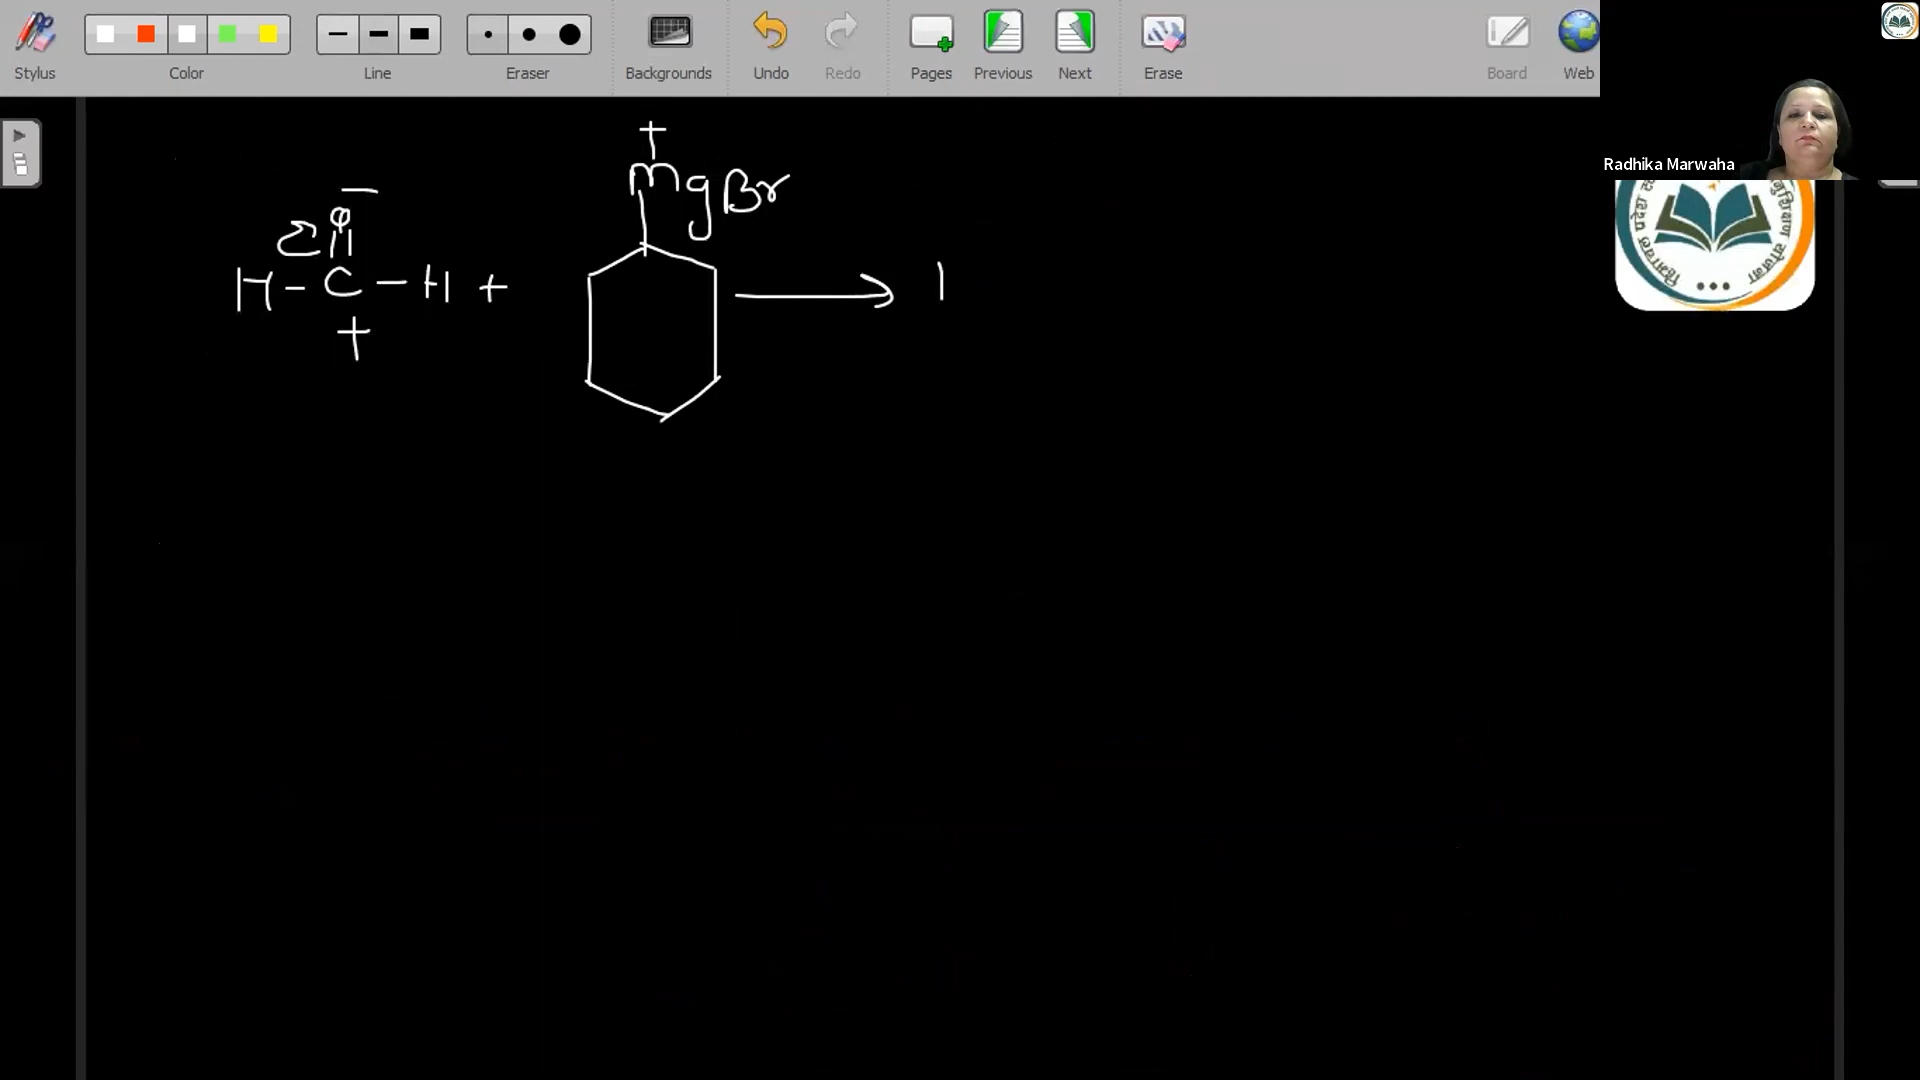 Stylus
Color
Line
Eraser
Backgrounds
Undo
Redo
Pages
Previous
Next
Erase
Board
Web
Radhika Marwaha
+
MgBr
−
O
H - C - H +
+